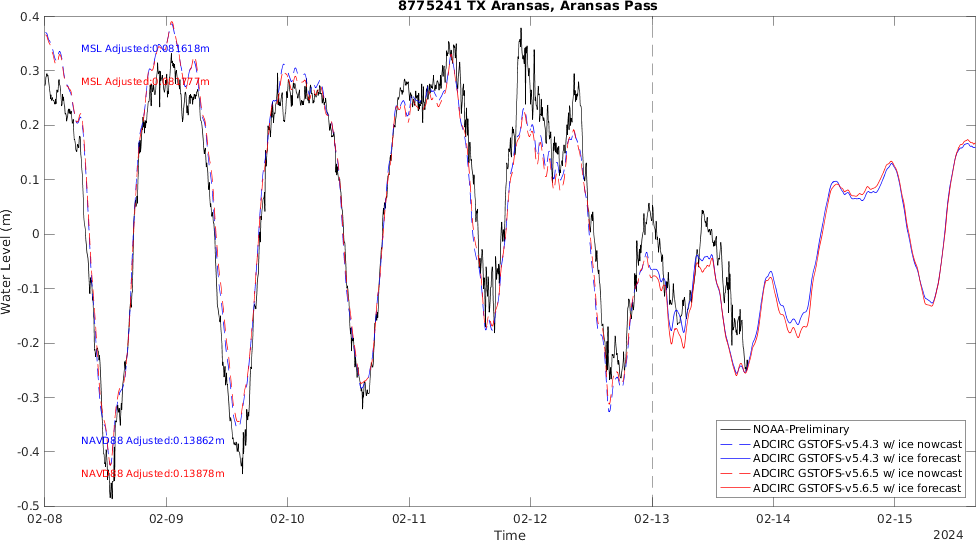 8775241 TX Aransas, Aransas Pass
0.4
0.3
0.2
0.1
0
-0.1
-0.2
-0.3
-0.4
-0.5
Water Level (m)
MSL Adjusted:0.081618m
MSL
NAVD88 Adjusted:0.13862m
NAVD88 Adjusted:0.13878m
NOAA-Preliminary
ADCIRC GSTOFS-v5.4.3 w/ ice nowcast
ADCIRC GSTOFS-v5.4.3 w/ ice forecast
ADCIRC GSTOFS-v5.6.5 w/ ice nowcast
ADCIRC GSTOFS-v5.6.5 w/ ice forecast
02-08 02-09 02-10 02-11 02-12 02-13 02-14 02-15
Time
2024